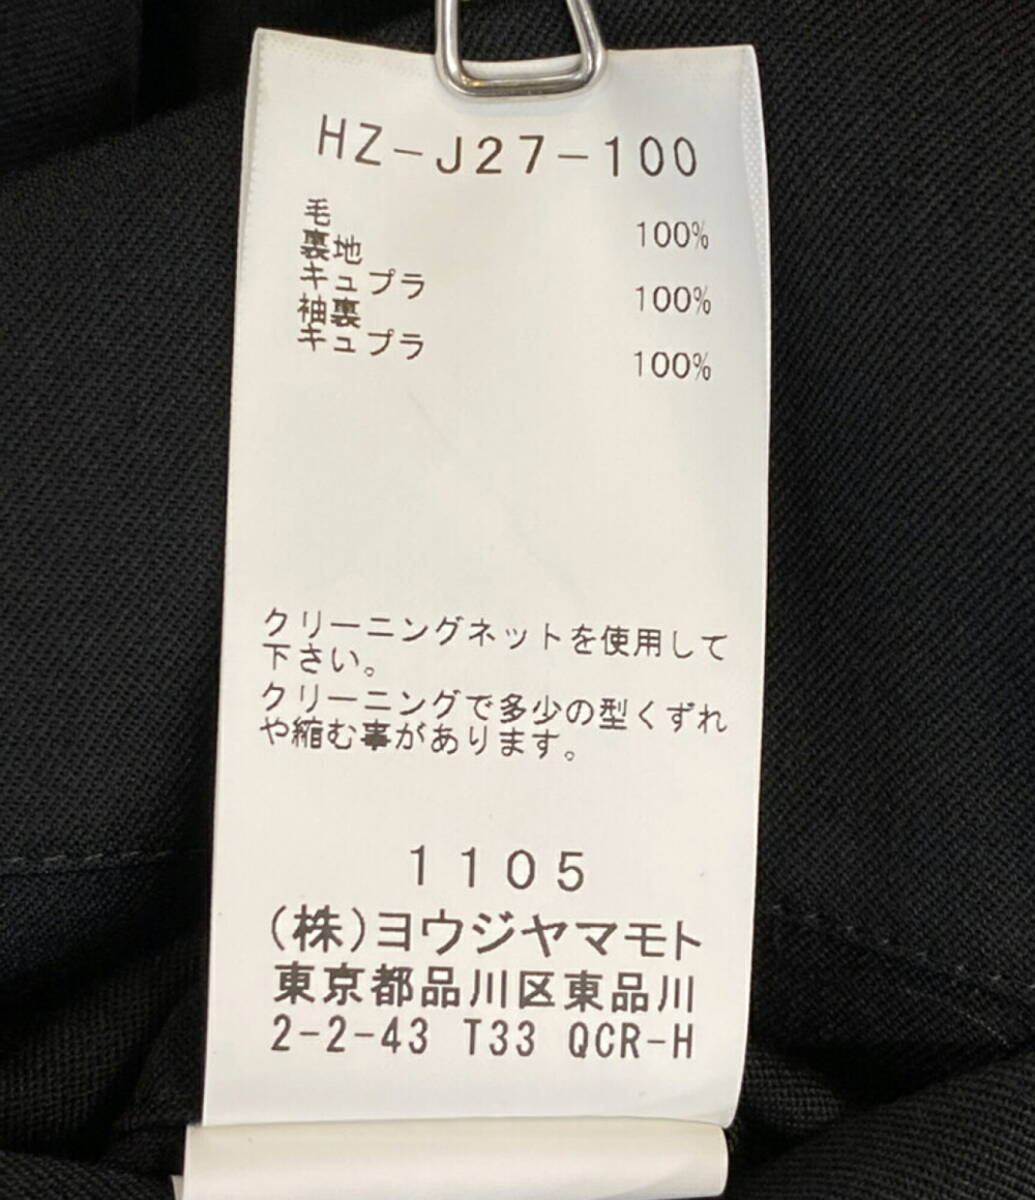 HZ-J27-100
毛 100%
裏地
キュプラ 100%
袖裏
キュプラ 100%
クリーニングネットを使用して
下さい。
クリーニングで多少の型くずれ
や縮む事があります。
1105
(株)ヨウジヤマモト
東京都品川区東品川
2-2-43 T33 QCR-H